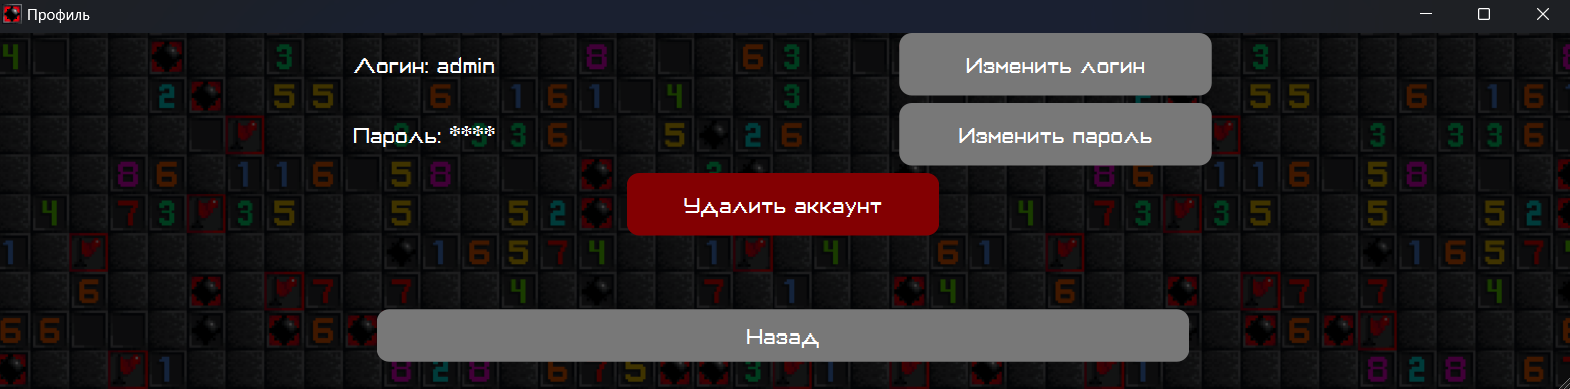 Профиль
Логин: admin
Изменить логин
Пароль: ****
Изменить пароль
Удалить аккаунт
Назад